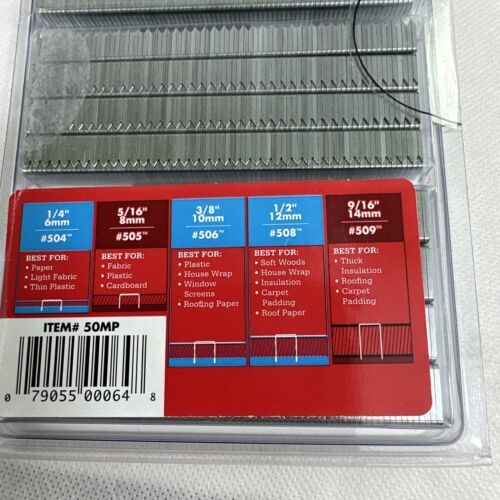 1/4"
6mm
#504™
BEST FOR:
• Paper
• Light Fabric
• Thin Plastic
5/16"
8mm
#505™
BEST FOR:
• Fabric
• Plastic
• Cardboard
3/8"
10mm
#506™
BEST FOR:
• Plastic
• House Wrap
• Window
Screens
• Roofing Paper
1/2"
12mm
#508™
BEST FOR:
• Soft Woods
• House Wrap
• Insulation
• Carpet
Padding
• Roof Paper
9/16"
14mm
#509™
BEST FOR:
• Thick
Insulation
• Roofing
• Carpet
Padding
ITEM# 50MP
0 79055 00064 8